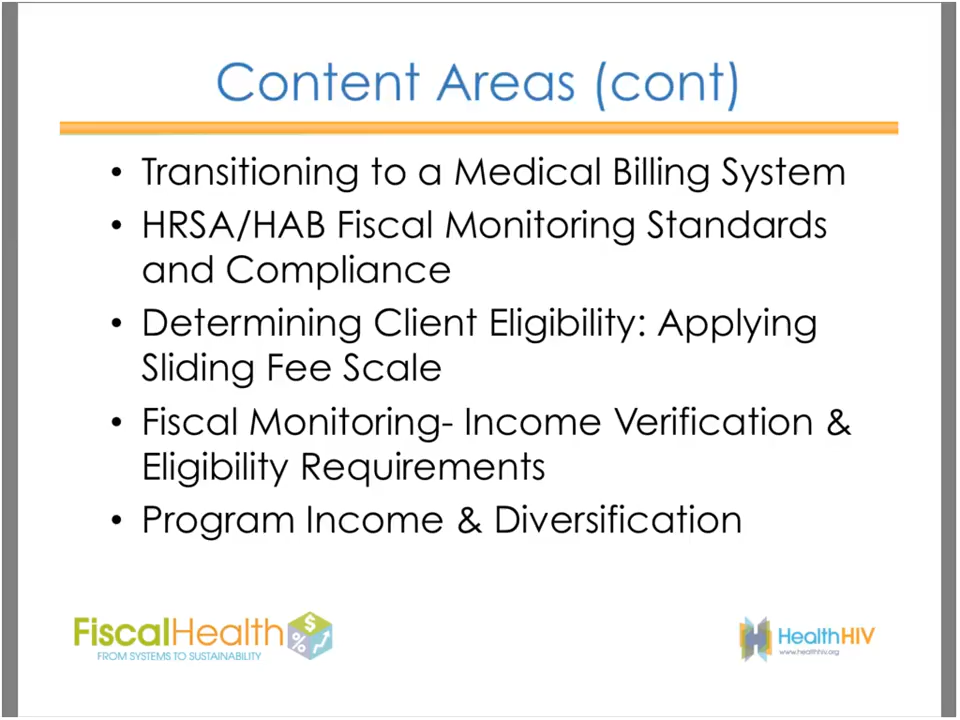 Content Areas (cont)
• Transitioning to a Medical Billing System
• HRSA/HAB Fiscal Monitoring Standards
and Compliance
• Determining Client Eligibility: Applying
Sliding Fee Scale
• Fiscal Monitoring- Income Verification &
Eligibility Requirements
• Program Income & Diversification
FiscalHealth
$
%
FROM SYSTEMS TO SUSTAINABILITY
HealthHIV
www.healthhiv.org